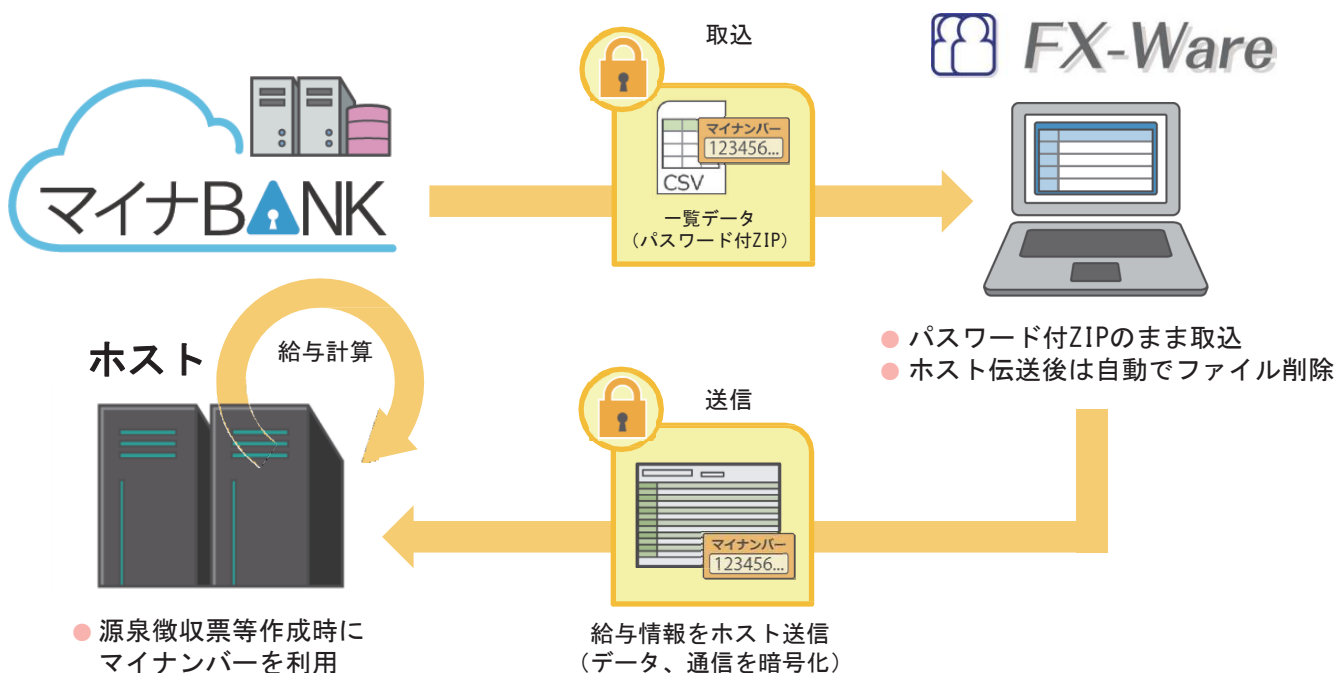 取込
FX-Ware
マイナンバー
123456...
CSV
マイナBANK
一覧データ
（パスワード付ZIP）
パスワード付ZIPのまま取込
ホスト伝送後は自動でファイル削除
ホスト
給与計算
送信
マイナンバー
123456...
源泉徴収票等作成時に
マイナンバーを利用
給与情報をホスト送信
（データ、通信を暗号化）